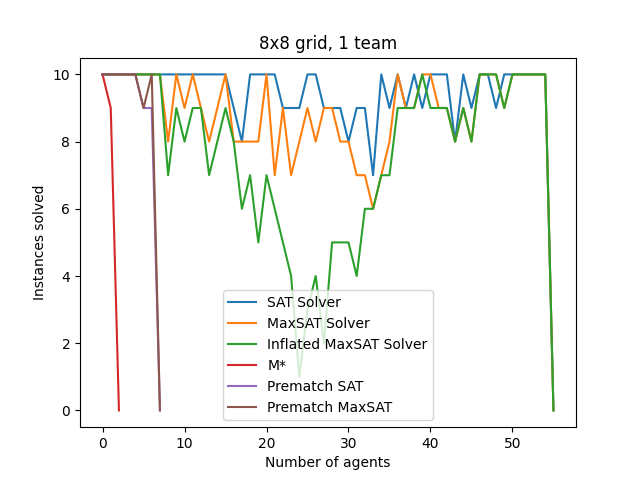 8x8 grid, 1 team
Instances solved
10
8
6
4
2
0
SAT Solver
MaxSAT Solver
Inflated MaxSAT Solver
M*
Prematch SAT
Prematch MaxSAT
0 10 20 30 40 50
Number of agents